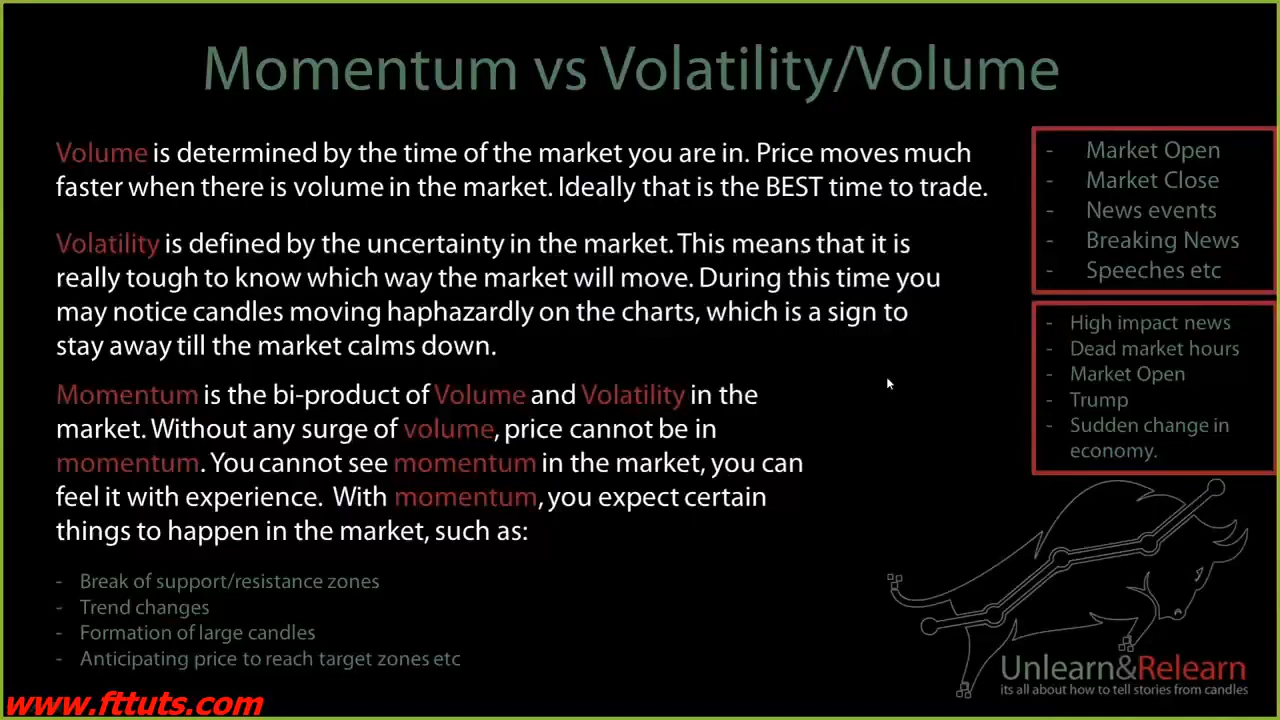 Momentum vs Volatility/Volume
Volume is determined by the time of the market you are in. Price moves much
faster when there is volume in the market. Ideally that is the BEST time to trade.
Volatility is defined by the uncertainty in the market. This means that it is
really tough to know which way the market will move. During this time you
may notice candles moving haphazardly on the charts, which is a sign to
stay away till the market calms down.
Momentum is the bi-product of Volume and Volatility in the
market. Without any surge of volume, price cannot be in
momentum. You cannot see momentum in the market, you can
feel it with experience. With momentum, you expect certain
things to happen in the market, such as:
- Break of support/resistance zones
- Trend changes
- Formation of large candles
- Anticipating price to reach target zones etc
- Market Open
- Market Close
- News events
- Breaking News
- Speeches etc
- High impact news
- Dead market hours
- Market Open
- Trump
- Sudden change in
economy.
Unlearn&Relearn
its all about how to tell stories from candles
www.fttuts.com